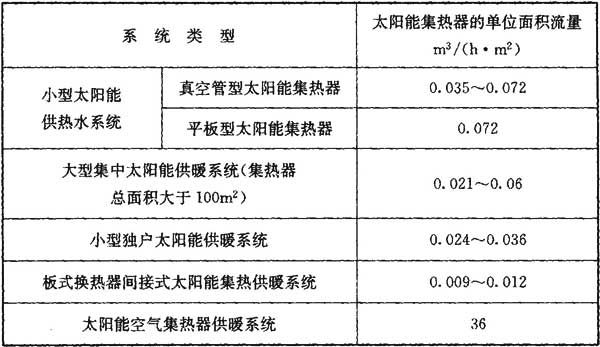 系 统 类 型
太阳能集热器的单位面积流量
m³/(h·m²)
小型太阳能
供热水系统
真空管型太阳能集热器
0.035～0.072
平板型太阳能集热器
0.072
大型集中太阳能供暖系统(集热器
总面积大于100m²)
0.021～0.06
小型独户太阳能供暖系统
0.024～0.036
板式换热器间接式太阳能集热供暖系统
0.009～0.012
太阳能空气集热器供暖系统
36